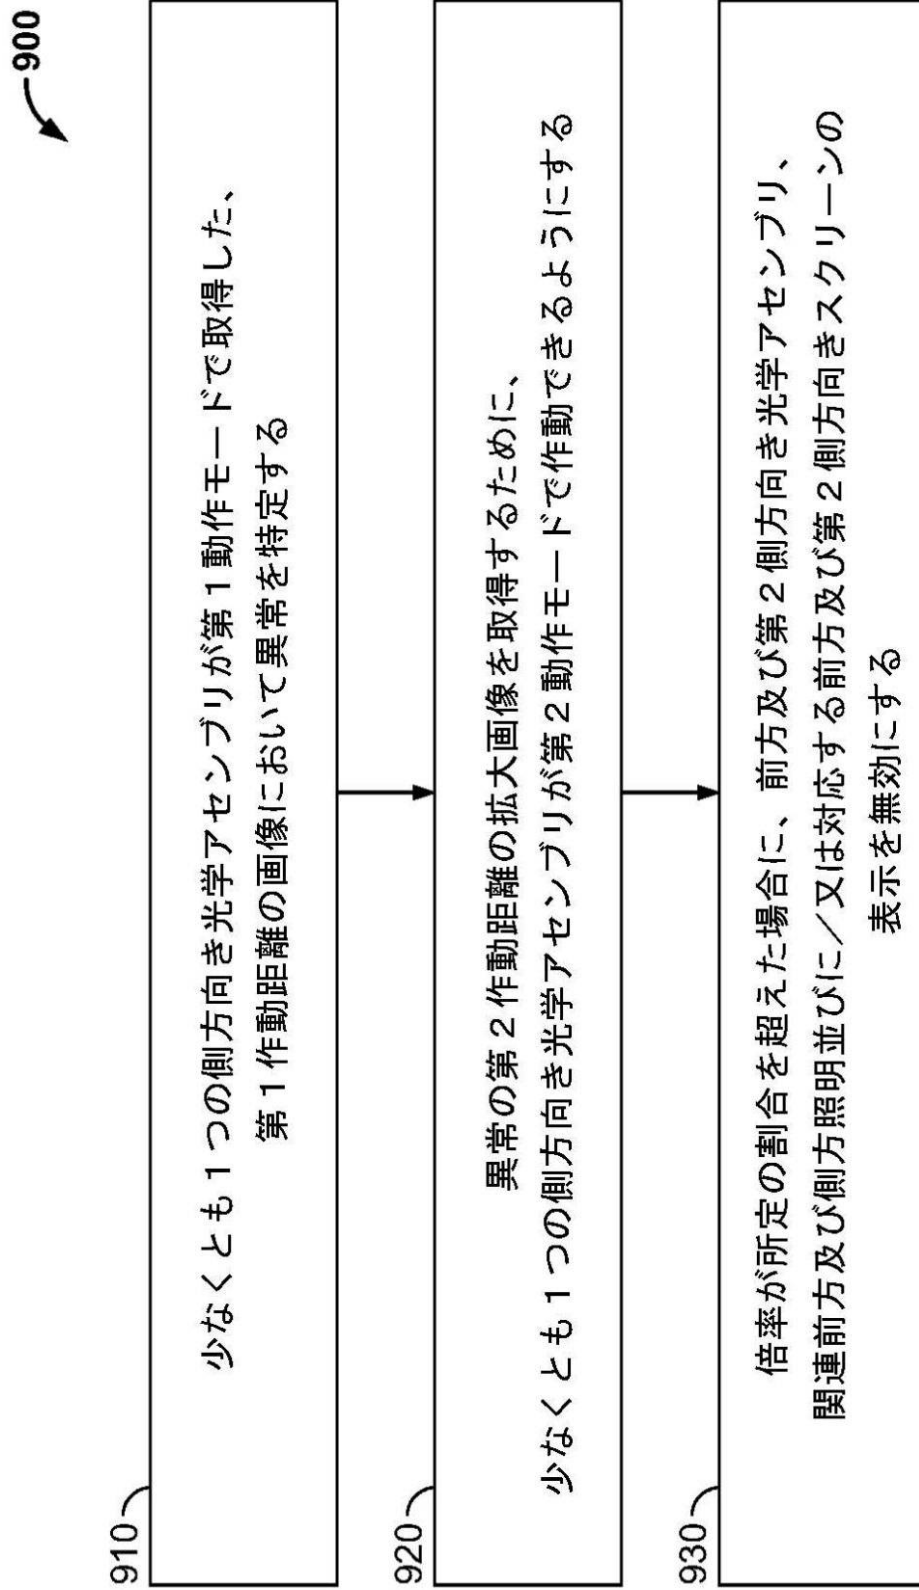 900
910
少なくとも1つの側方向き光学アセンブリが第1動作モードで取得した、
第1作動距離の画像において異常を特定する
920
異常の第2作動距離の拡大画像を取得するために、
少なくとも1つの側方向き光学アセンブリが第2動作モードで作動できるようにする
930
倍率が所定の割合を超えた場合に、前方及び第2側方向き光学アセンブリ、
関連前方及び側方照明並びに/又は対応する前方及び第2側方向きスクリーンの
表示を無効にする